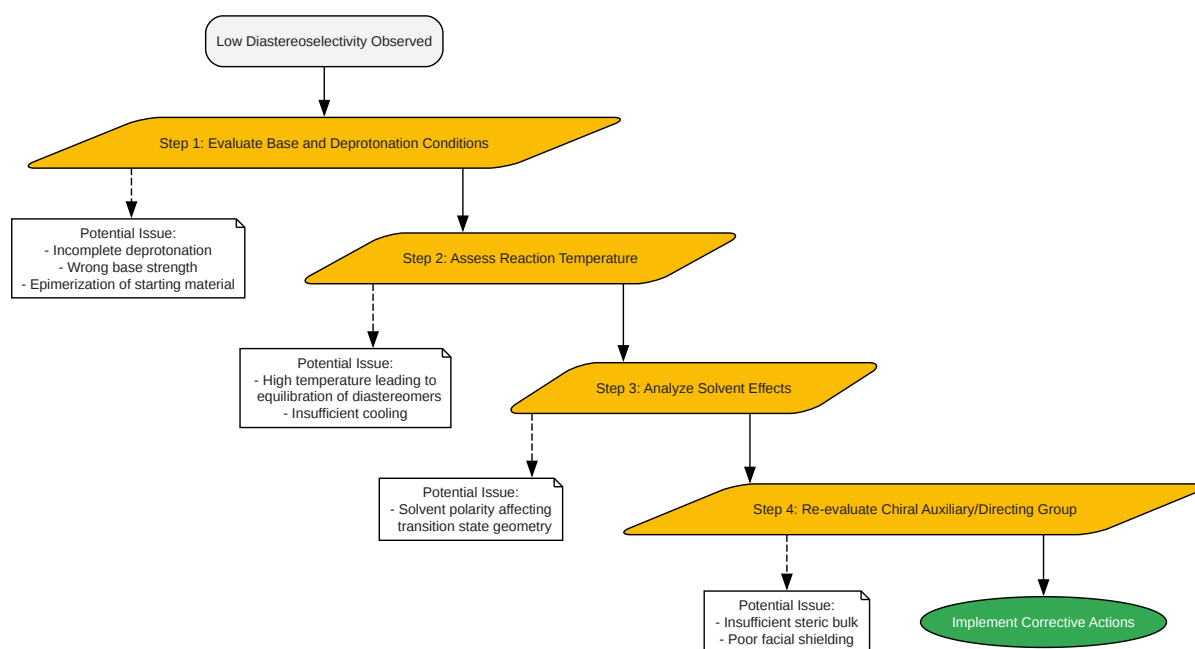 Low Diastereoselectivity Observed
Step 1: Evaluate Base and Deprotonation Conditions
Potential Issue:
- Incomplete deprotonation
- Wrong base strength
- Epimerization of starting material
Step 2: Assess Reaction Temperature
Potential Issue:
- High temperature leading to
equilibration of diastereomers
- Insufficient cooling
Step 3: Analyze Solvent Effects
Potential Issue:
- Solvent polarity affecting
transition state geometry
Step 4: Re-evaluate Chiral Auxiliary/Directing Group
Potential Issue:
- Insufficient steric bulk
- Poor facial shielding
Implement Corrective Actions